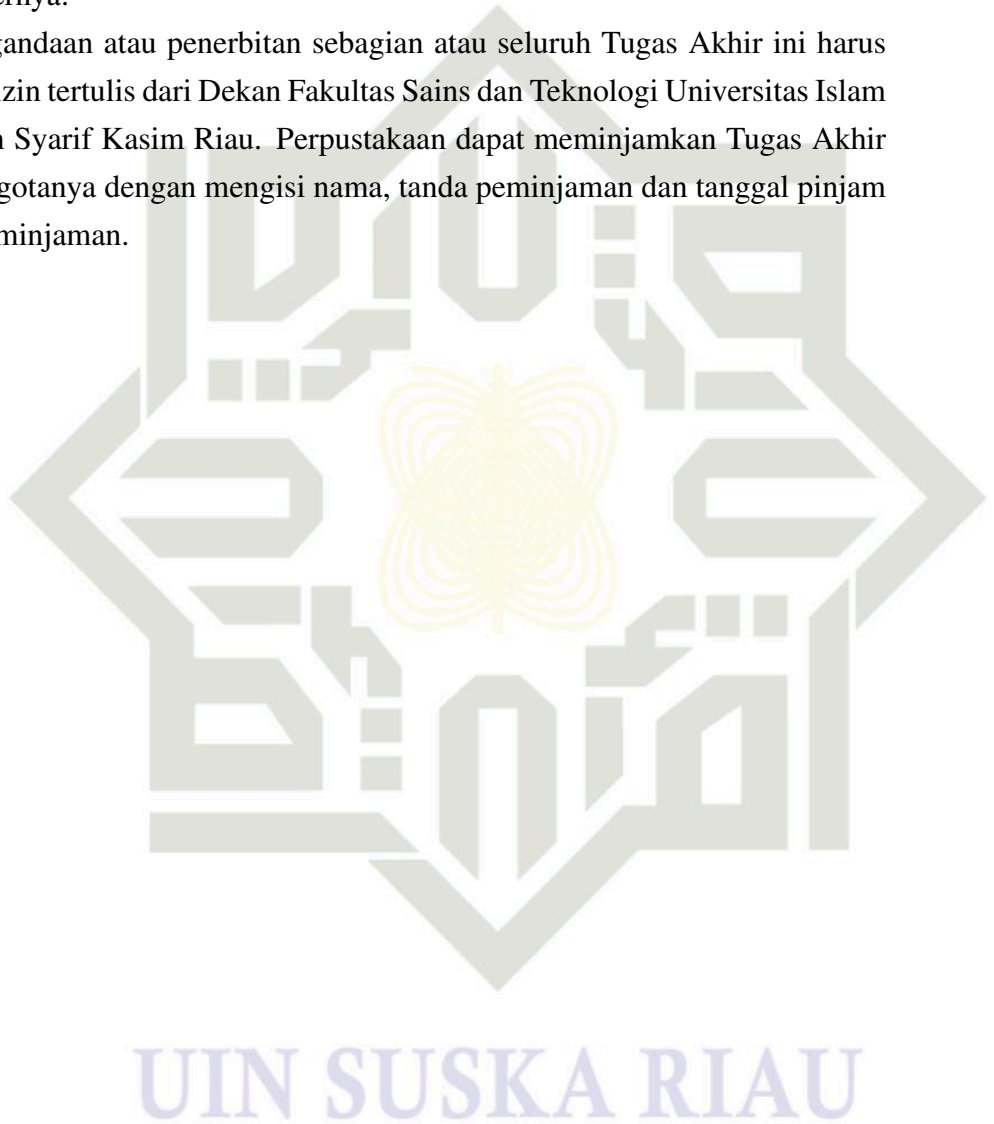 ernya.
gandaan atau penerbitan sebagian atau seluruh Tugas Akhir ini harus
izin tertulis dari Dekan Fakultas Sains dan Teknologi Universitas Islam
n Syarif Kasim Riau. Perpustakaan dapat meminjamkan Tugas Akhir
gotanya dengan mengisi nama, tanda peminjaman dan tanggal pinjam
minjaman.
UIN SUSKA RIAU